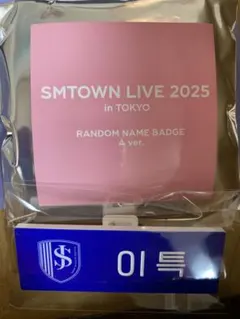 SMTOWN LIVE 2025
in TOKYO
RANDOM NAME BADGE
A ver.
이특